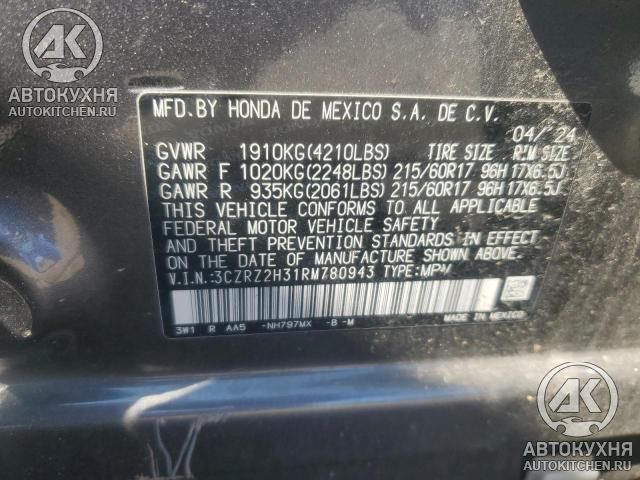 AK
АВТОКУХНЯ
AUTOKITCHEN.RU
MFD.BY HONDA DE MEXICO S.A. DE C.V.
04/ 24
GVWR 1910KG(4210LBS) TIRE SIZE RIM SIZE
GAWR F 1020KG(2248LBS) 215/60R17 96H 17X6.5J
GAWR R 935KG(2061LBS) 215/60R17 96H 17X6.5J
THIS VEHICLE CONFORMS TO ALL APPLICABLE
FEDERAL MOTOR VEHICLE SAFETY
AND THEFT PREVENTION STANDARDS IN EFFECT
ON THE DATE OF MANUFACTURE SHOWN ABOVE.
V.I.N.:3CZRZ2H31RM780943 TYPE:MPV
3W1 R AA5 -NH797MX -B -M MADE IN MEXICO
AK
АВТОКУХНЯ
AUTOKITCHEN.RU